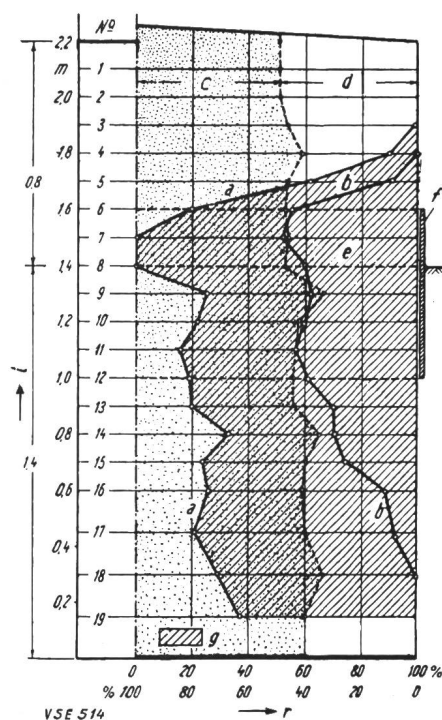 Nº
2,2
m 1
2,0 2
3
1,8 4
5
1,6 6
7
1,4 8
9
1,2 10
11
1,0 12
13
0,8 14
15
0,6 16
17
0,4
18
0,2
19
0,8
1,4
i
c
d
a
b
e
f
a
b
g
0 20 40 60 80 100 %
% 100 80 60 40 20 0
r
VSE 514